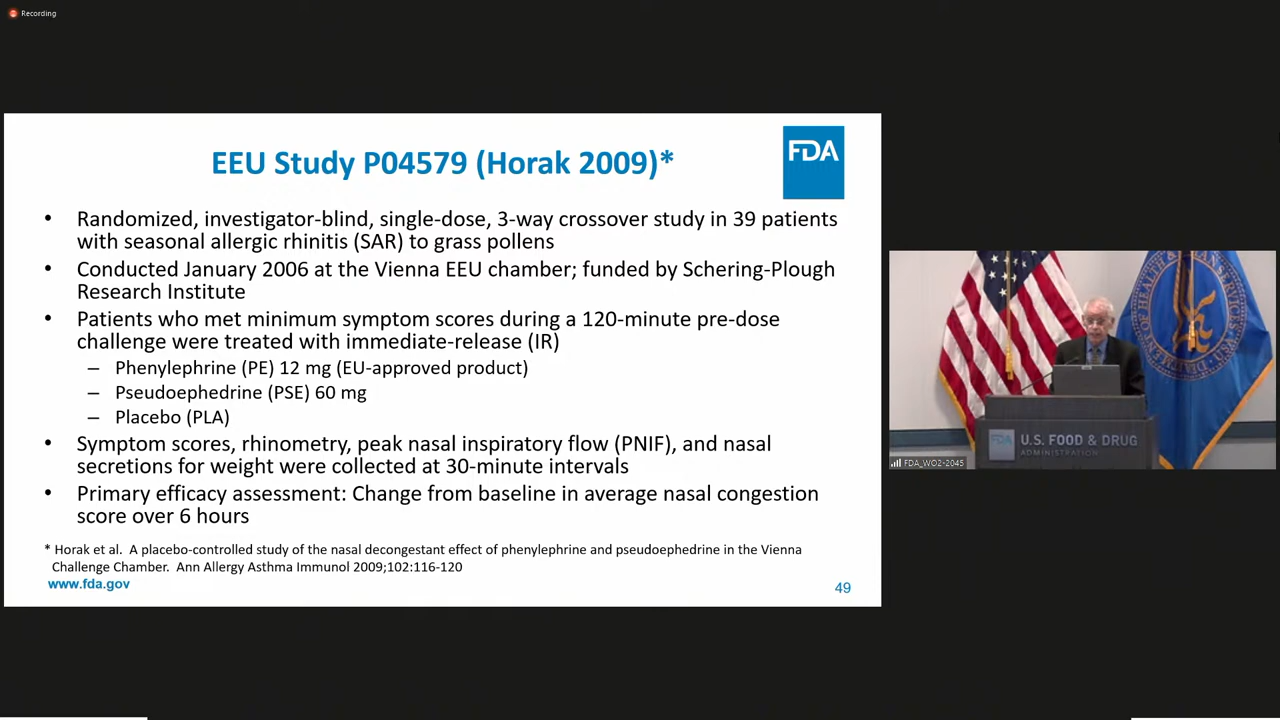 Recording
EEU Study P04579 (Horak 2009)*
FDA
• Randomized, investigator-blind, single-dose, 3-way crossover study in 39 patients
with seasonal allergic rhinitis (SAR) to grass pollens
• Conducted January 2006 at the Vienna EEU chamber; funded by Schering-Plough
Research Institute
• Patients who met minimum symptom scores during a 120-minute pre-dose
challenge were treated with immediate-release (IR)
– Phenylephrine (PE) 12 mg (EU-approved product)
– Pseudoephedrine (PSE) 60 mg
– Placebo (PLA)
• Symptom scores, rhinometry, peak nasal inspiratory flow (PNIF), and nasal
secretions for weight were collected at 30-minute intervals
• Primary efficacy assessment: Change from baseline in average nasal congestion
score over 6 hours
* Horak et al. A placebo-controlled study of the nasal decongestant effect of phenylephrine and pseudoephedrine in the Vienna
Challenge Chamber. Ann Allergy Asthma Immunol 2009;102:116-120
www.fda.gov
49
FDA
U.S. FOOD & DRUG
ADMINISTRATION
FDA_WO2-2045